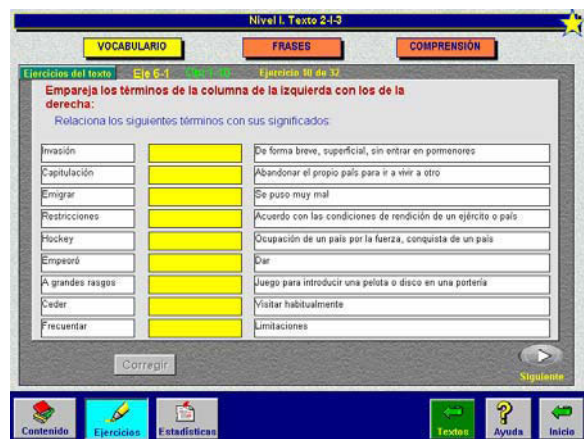 Nivel I. Texto 2-I-3
VOCABULARIO FRASES COMPRENSIÓN
Ejercicios del texto Eje 6-1 Ejercicio 10 de 32
Empareja los términos de la columna de la izquierda con los de la
derecha:
Relaciona los siguientes términos con sus significados:
Invasión De forma breve, superficial, sin entrar en pormenores
Capitulación Abandonar el propio país para ir a vivir a otro
Emigrar Se puso muy mal
Restricciones Acuerdo con las condiciones de rendición de un ejército o país
Hockey Ocupación de un país por la fuerza, conquista de un país
Empeoró Dar
A grandes rasgos Juego para introducir una pelota o disco en una portería
Ceder Visitar habitualmente
Frecuentar Limitaciones
Corregir
Siguiente
Contenido Ejercicios Estadísticas Textos Ayuda Inicio